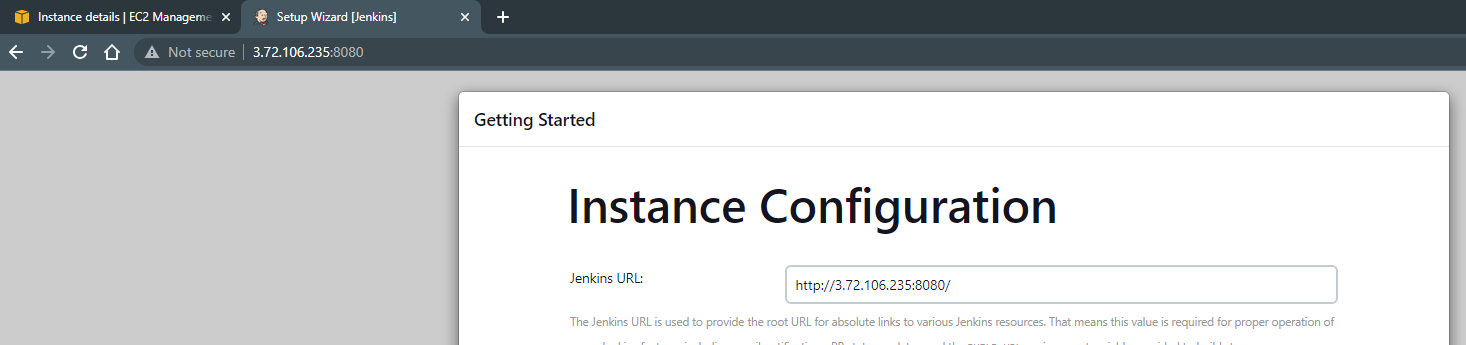 Instance details | EC2 Manageme
Setup Wizard [Jenkins]
Not secure 3.72.106.235:8080
Getting Started
Instance Configuration
Jenkins URL: http://3.72.106.235:8080/
The Jenkins URL is used to provide the root URL for absolute links to various Jenkins resources. That means this value is required for proper operation of